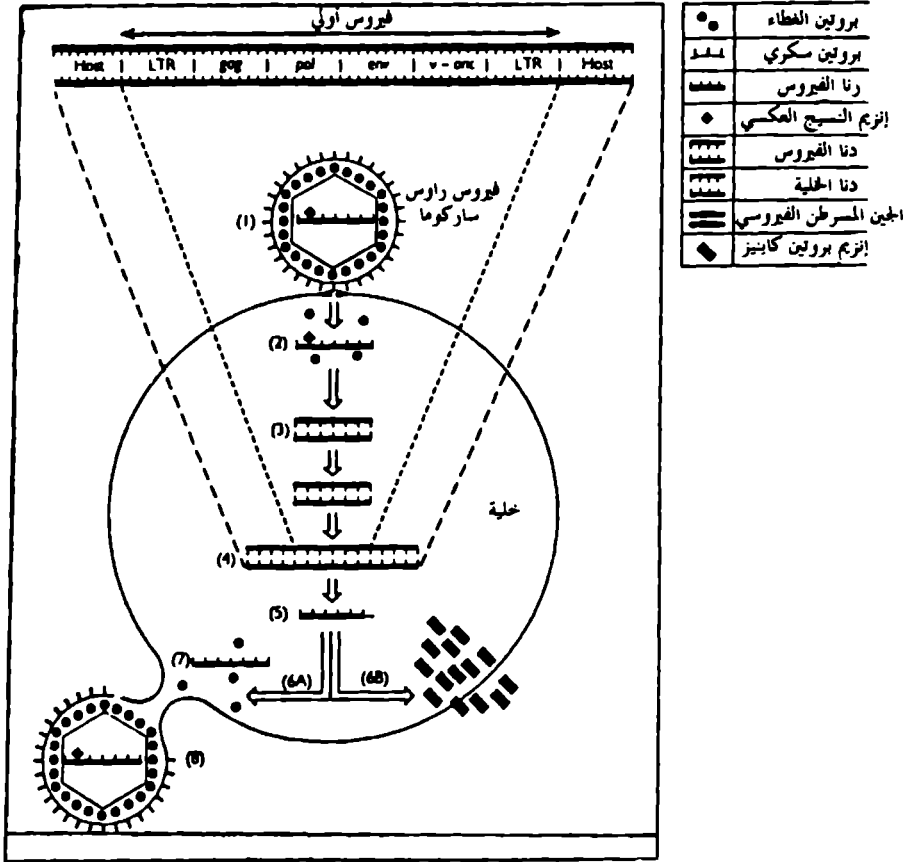 فيروس أولي
Host | LTR | gag | pol | env | v - onc | LTR | Host
(1)
فيروس راوس
ساركوما
(2)
(3)
خلية
(4)
(5)
(7)
(6A)
(6B)
(8)
بروتين الغطاء
بروتين سكري
رنا الفيروس
إنزيم النسيج العكسي
دنا الفيروس
دنا الخلية
الجين المسرطن الفيروسي
إنزيم بروتين كابنيز